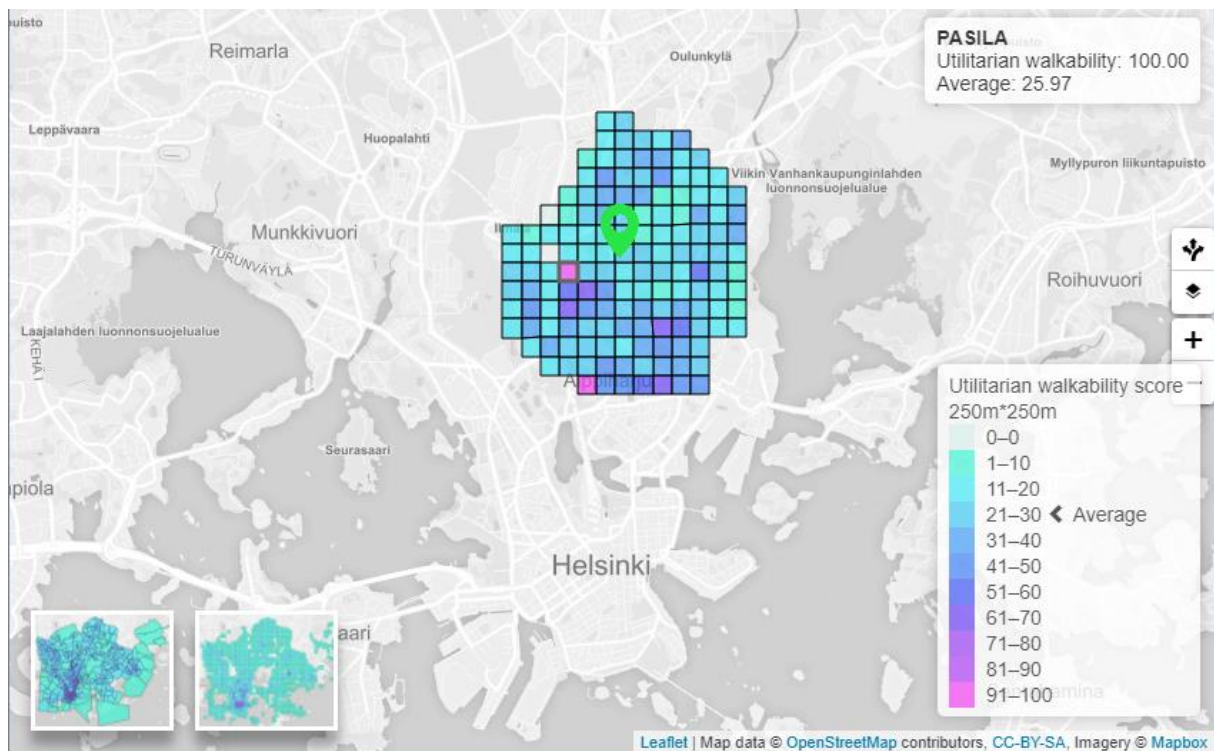 Reimarla
Oulunkylä
PASILA
Utilitarian walkability: 100.00
Average: 25.97
Leppävaara
Huopalahti
Myllypuron liikuntapuisto
Viikin Vanhankaupunginlahden
luonnonsuojelualue
Munkkivuori
TURUNVÄYLÄ
Roihuvuori
Laajalahden luonnonsuojelualue
KEHÄ I
Seurasaari
Helsinki
Utilitarian walkability score
250m*250m
0–0
1–10
11–20
21–30 Average
31–40
41–50
51–60
61–70
71–80
81–90
91–100
apiola
aari
Leaflet | Map data © OpenStreetMap contributors, CC-BY-SA, Imagery © Mapbox